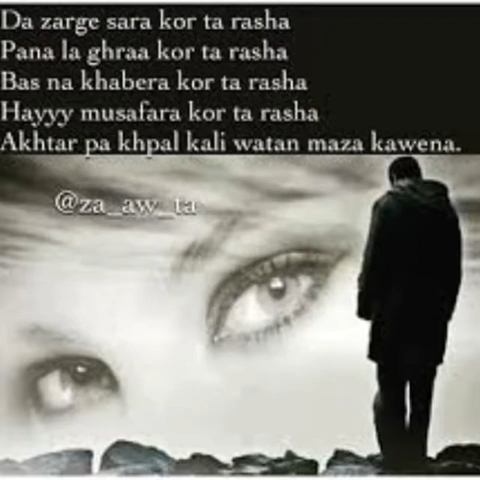 Da zarge sara kor ta rasha
Pana la ghraa kor ta rasha
Bas na khabera kor ta rasha
Hayyy musafara kor ta rasha
Akhtar pa khpal kali watan maza kawena.
@za_aw_ta